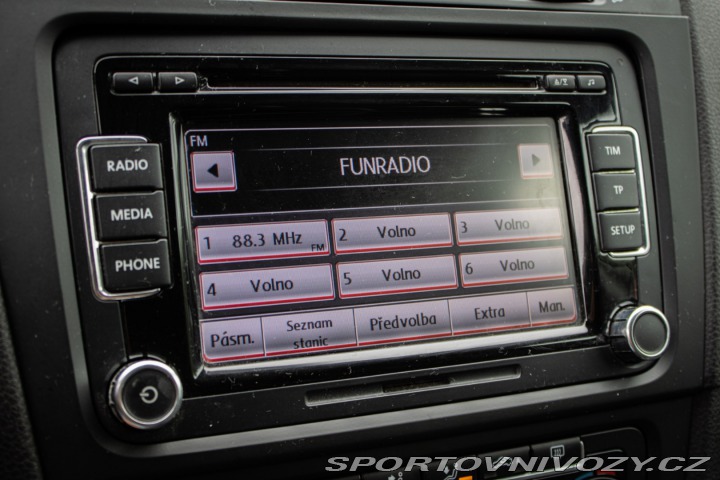 FM
FUNRADIO
1 88.3 MHz FM
2 Volno
3 Volno
4 Volno
5 Volno
6 Volno
Pásm.
Seznam
stanic
Předvolba
Extra
Man.
RADIO
MEDIA
PHONE
TIM
TP
SETUP
SPORTOVNIVOZY.CZ